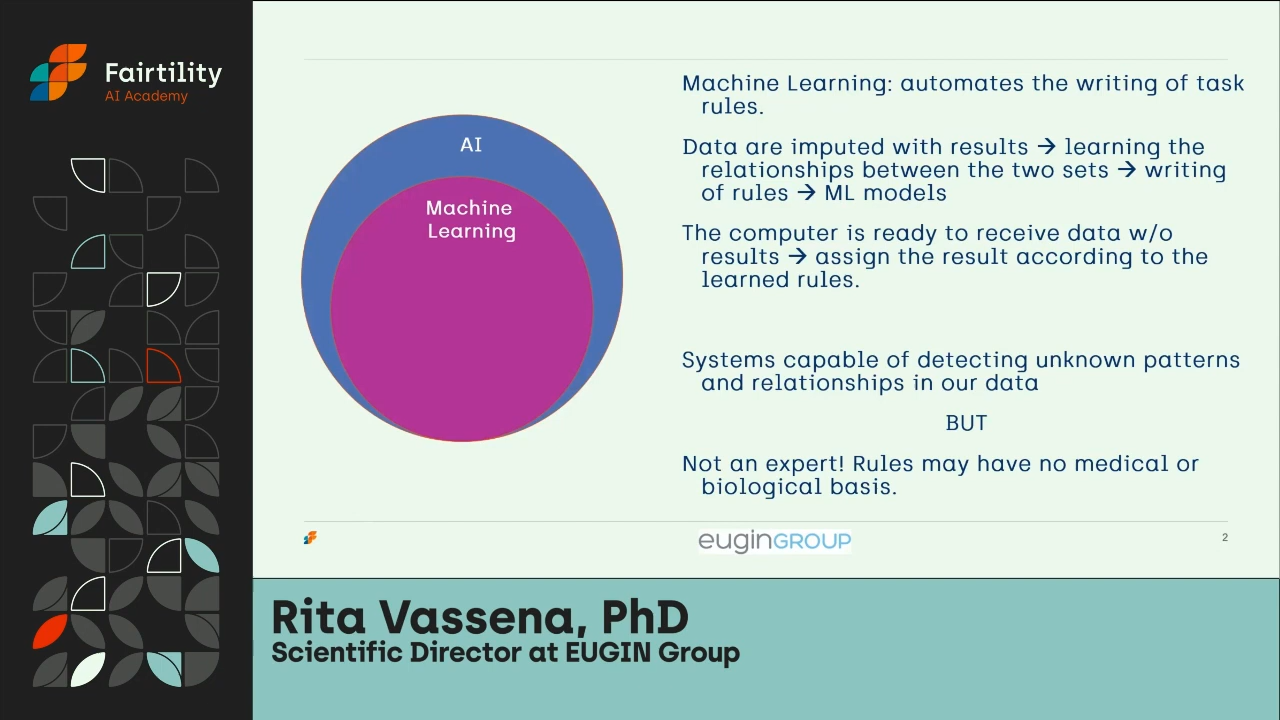 Fairtility
AI Academy
AI
Machine
Learning
Machine Learning: automates the writing of task
rules.
Data are imputed with results → learning the
relationships between the two sets → writing
of rules → ML models
The computer is ready to receive data w/o
results → assign the result according to the
learned rules.
Systems capable of detecting unknown patterns
and relationships in our data
BUT
Not an expert! Rules may have no medical or
biological basis.
euginGROUP
2
Rita Vassena, PhD
Scientific Director at EUGIN Group